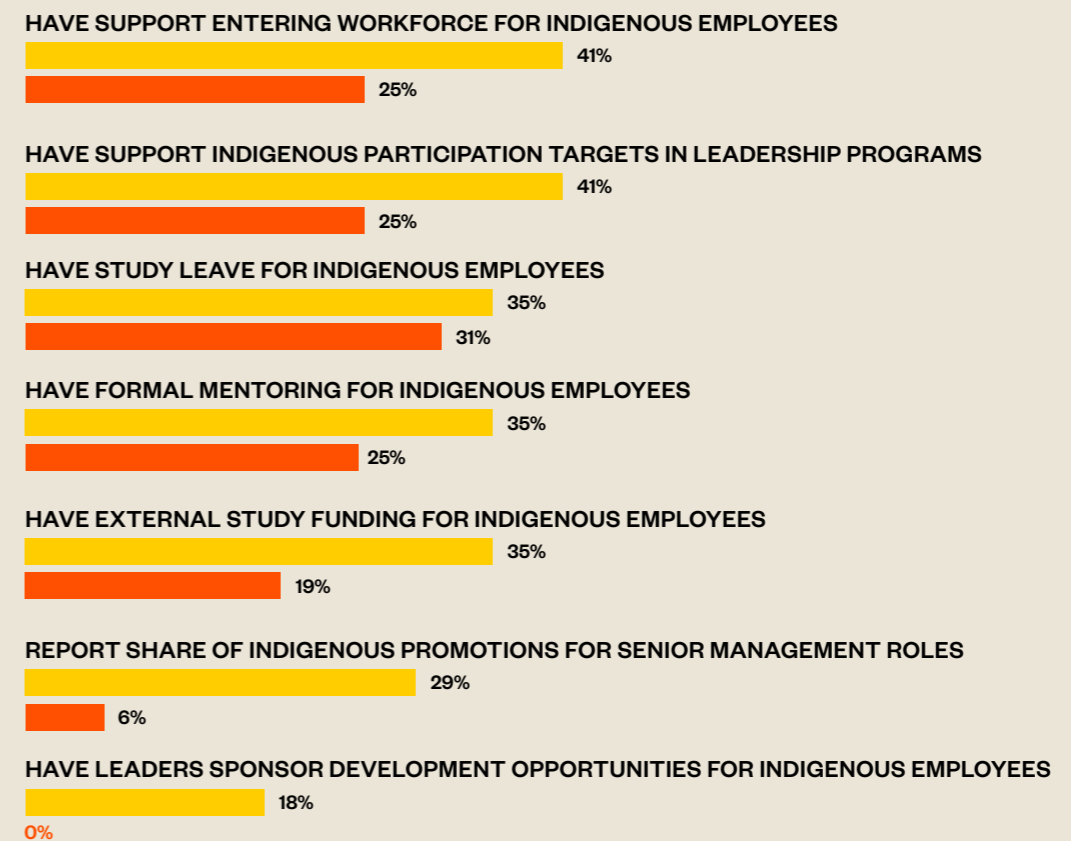 HAVE SUPPORT ENTERING WORKFORCE FOR INDIGENOUS EMPLOYEES
41%
25%
HAVE SUPPORT INDIGENOUS PARTICIPATION TARGETS IN LEADERSHIP PROGRAMS
41%
25%
HAVE STUDY LEAVE FOR INDIGENOUS EMPLOYEES
35%
31%
HAVE FORMAL MENTORING FOR INDIGENOUS EMPLOYEES
35%
25%
HAVE EXTERNAL STUDY FUNDING FOR INDIGENOUS EMPLOYEES
35%
19%
REPORT SHARE OF INDIGENOUS PROMOTIONS FOR SENIOR MANAGEMENT ROLES
29%
6%
HAVE LEADERS SPONSOR DEVELOPMENT OPPORTUNITIES FOR INDIGENOUS EMPLOYEES
18%
0%